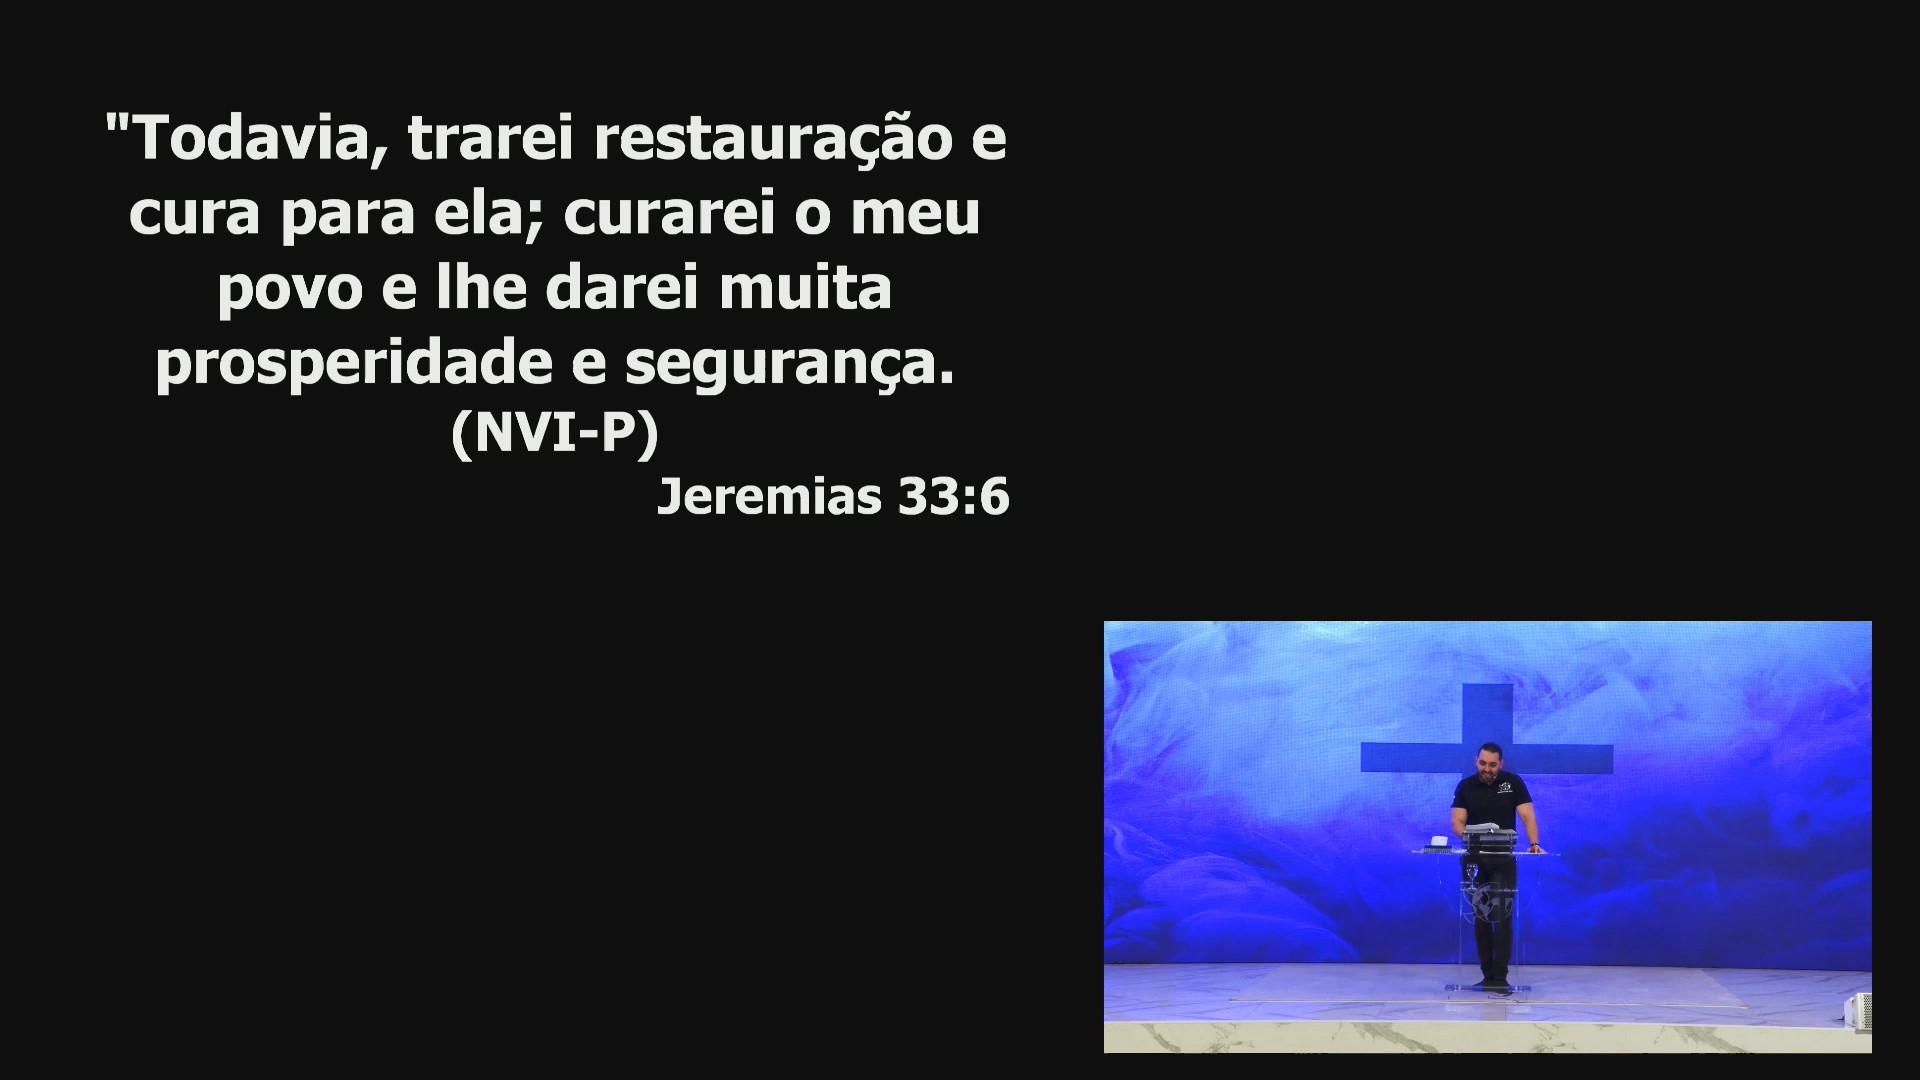 "Todavia, trarei restauração e
cura para ela; curarei o meu
povo e lhe darei muita
prosperidade e segurança.
(NVI-P)
Jeremias 33:6